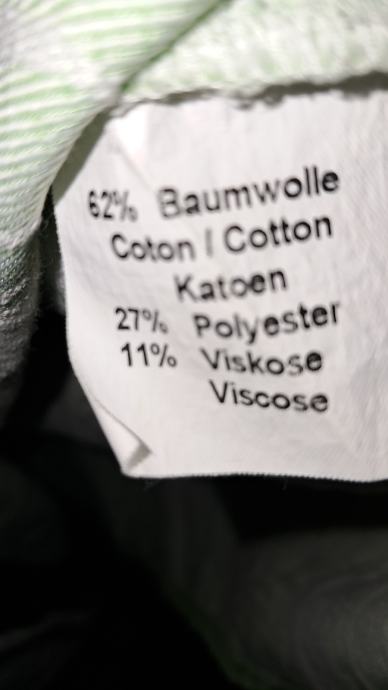 62% Baumwolle
Coton / Cotton
Katoen
27% Polyester
11% Viskose
Viscose